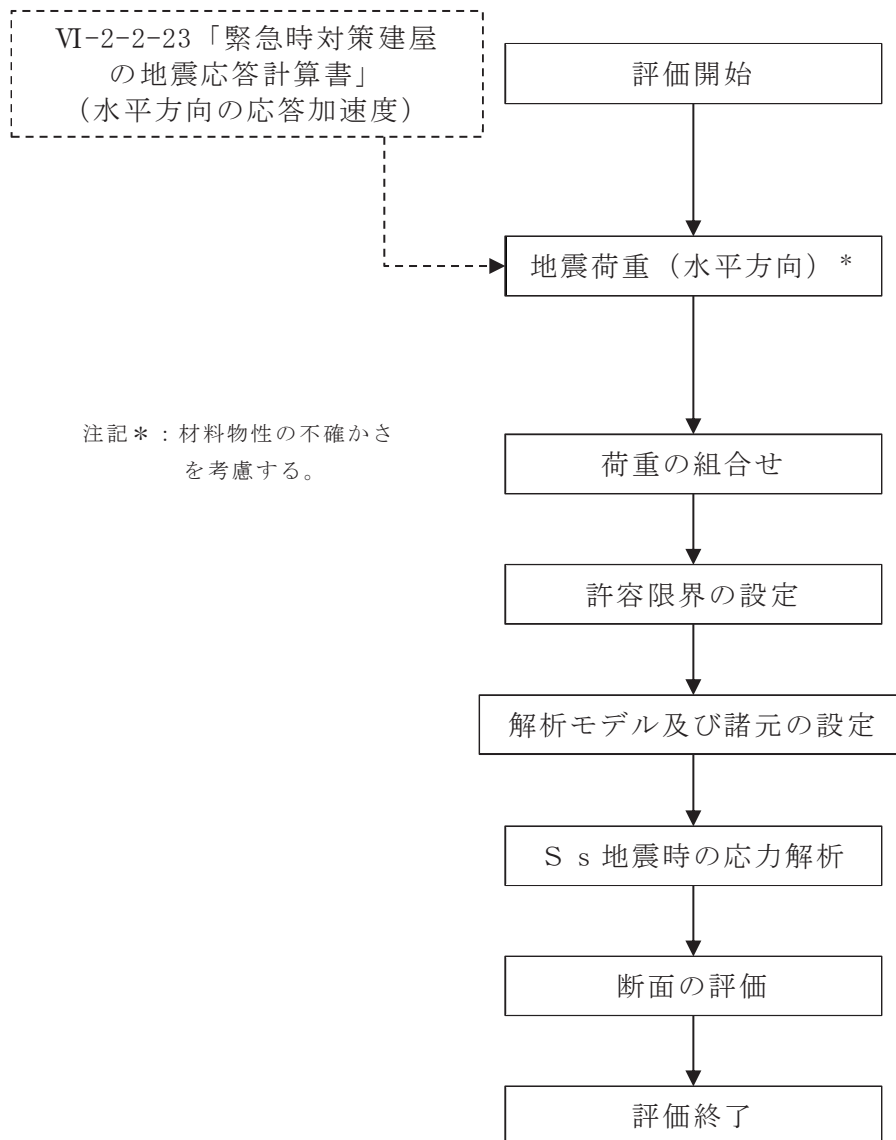 Ⅵ-2-2-23「緊急時対策建屋
の地震応答計算書」
（水平方向の応答加速度）
評価開始
地震荷重（水平方向）*
注記＊：材料物性の不確かさ
を考慮する。
荷重の組合せ
許容限界の設定
解析モデル及び諸元の設定
Ｓｓ地震時の応力解析
断面の評価
評価終了